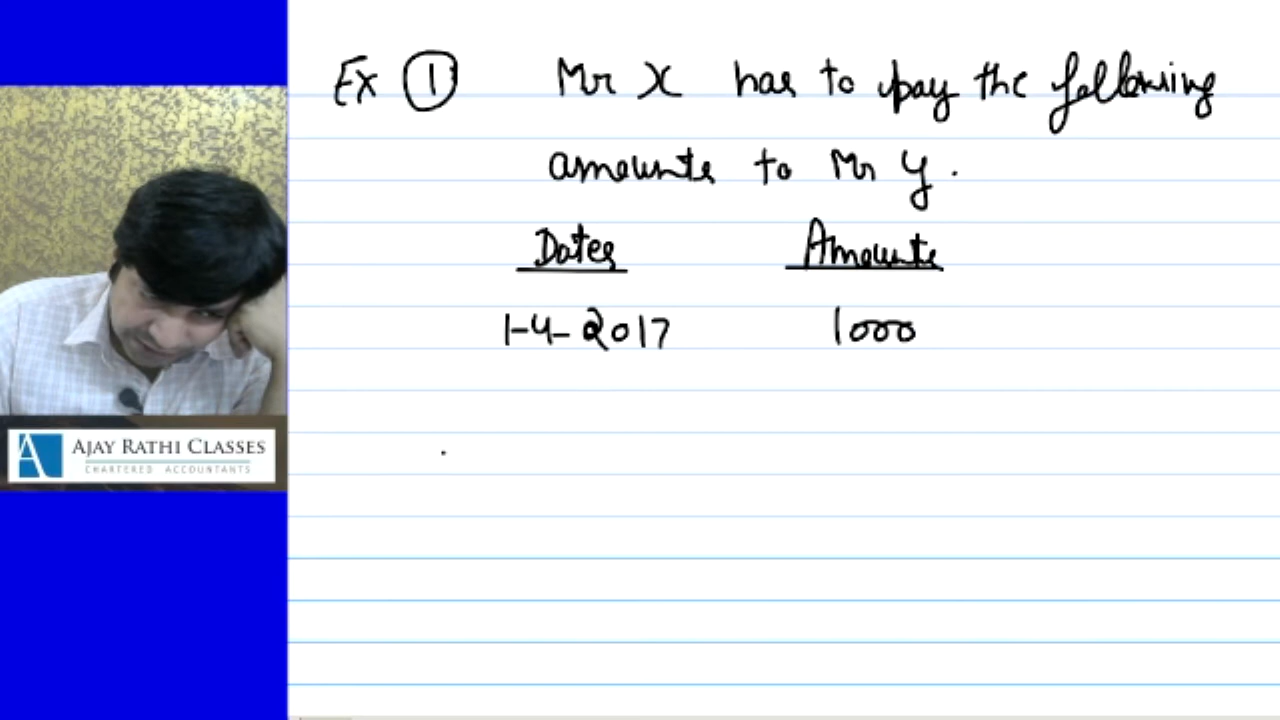 Ex ① Mr X has to pay the following
amounts to Mr Y.
Dates Amounts
1-4-2017 1000
AJAY RATHI CLASSES
CHARTERED ACCOUNTANTS